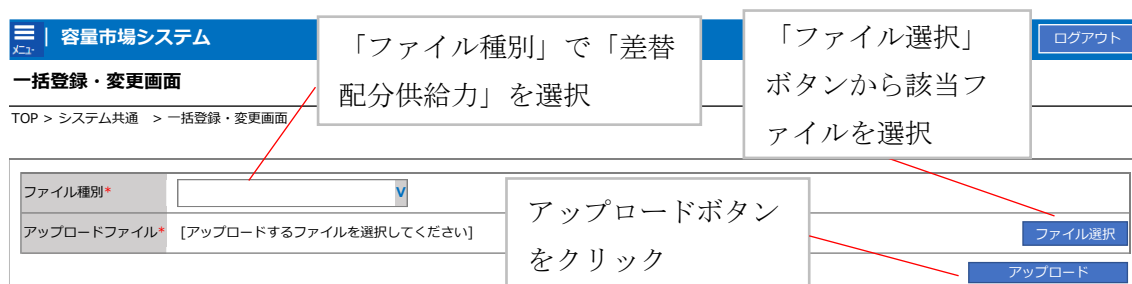 メニュー
容量市場システム
ログアウト
「ファイル種別」で「差替
配分供給力」を選択
「ファイル選択」
ボタンから該当フ
ァイルを選択
一括登録・変更画面
TOP > システム共通 > 一括登録・変更画面
ファイル種別*
V
アップロードファイル* [アップロードするファイルを選択してください]
ファイル選択
アップロードボタン
をクリック
アップロード